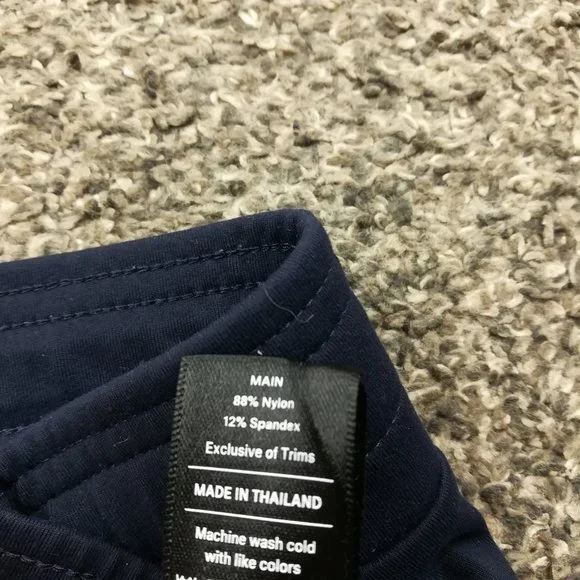 MAIN
88% Nylon
12% Spandex
Exclusive of Trims
MADE IN THAILAND
Machine wash cold
with like colors